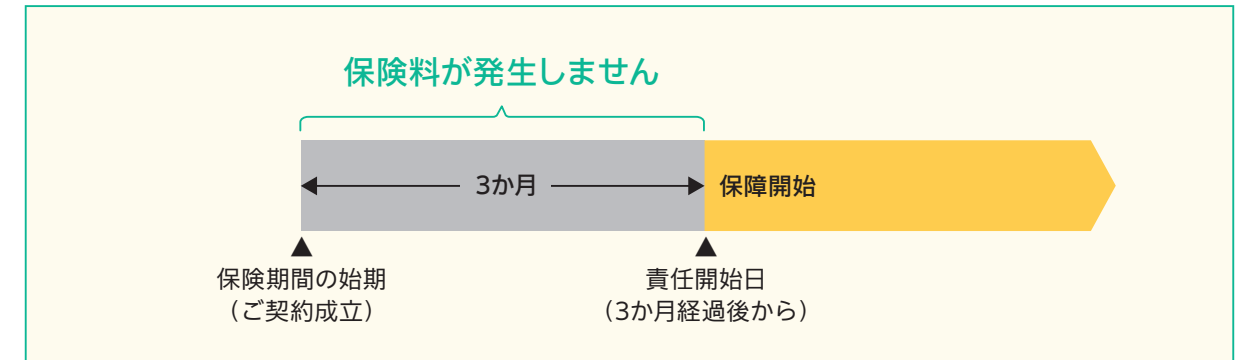 保険料が発生しません
3か月
保障開始
保険期間の始期
（ご契約成立）
責任開始日
（3か月経過後から）